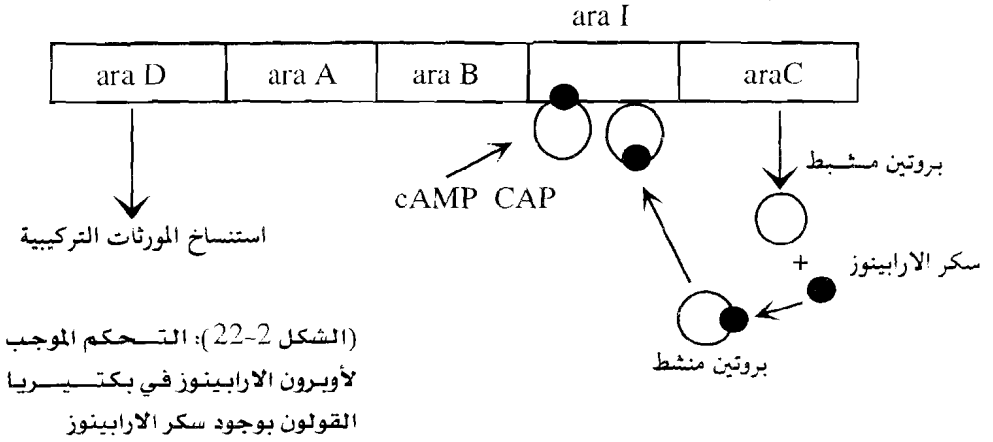 ara I
ara D ara A ara B araC
بروتين مثبط
cAMP CAP
استنساخ المورثات التركيبية
سكر الارابينوز
+
بروتين منشط
(الشكل 2-22): التحكم الموجب
لأوبرون الارابينوز في بكتيريا
القولون بوجود سكر الارابينوز